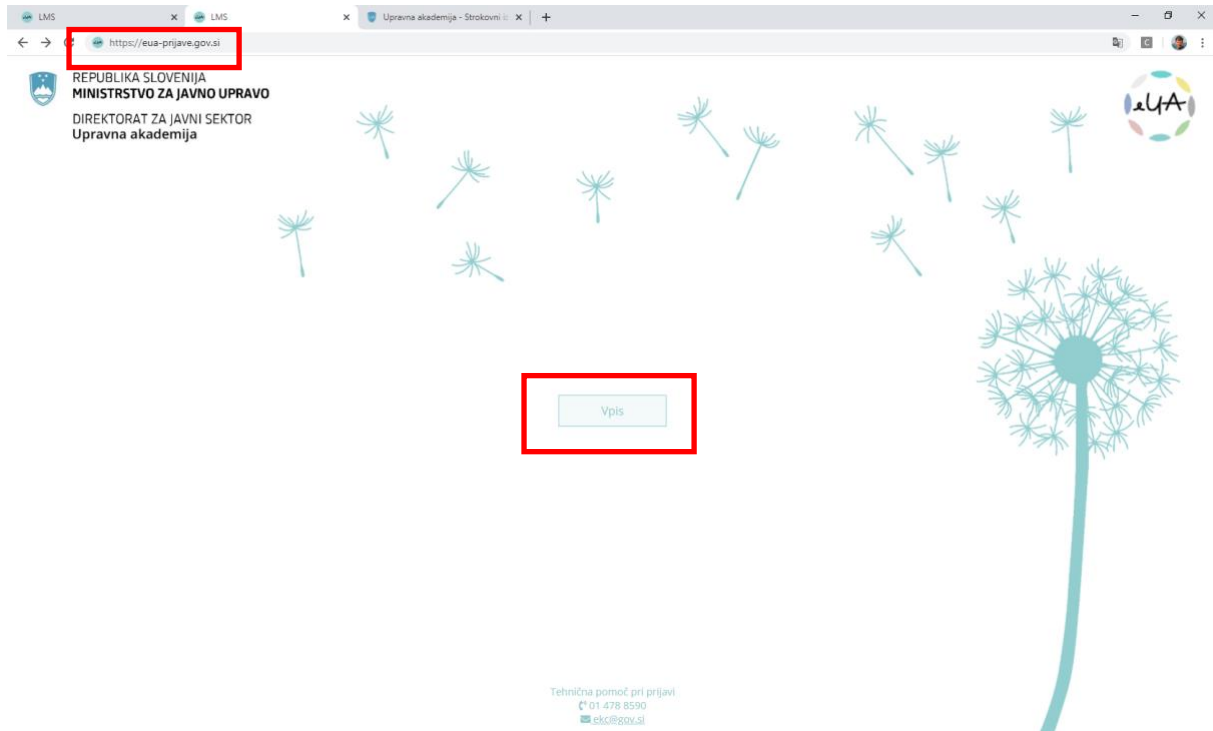 LMS
LMS
Upravna akademija - Strokovni i
https://eua-prijave.gov.si
C
REPUBLIKA SLOVENIJA
MINISTRSTVO ZA JAVNO UPRAVO
DIREKTORAT ZA JAVNI SEKTOR
Upravna akademija
eUA
Vpis
Tehnična pomoč pri prijavi
01 478 8590
ekc@gov.si